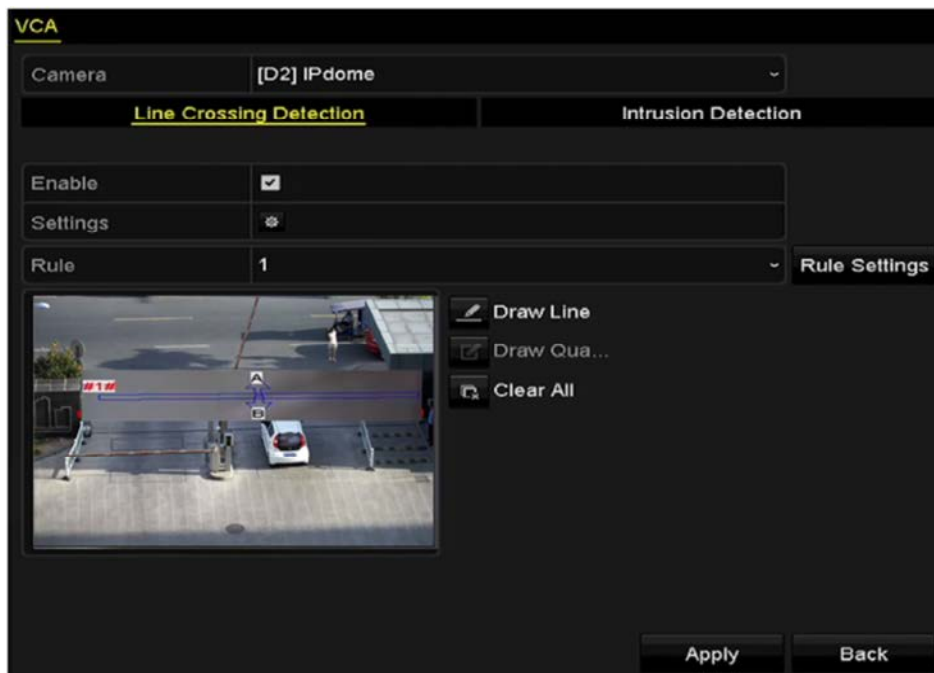 VCA
Camera [D2] IPdome
Line Crossing Detection Intrusion Detection
Enable
Settings
Rule 1 Rule Settings
Draw Line
Draw Qua...
Clear All
#1#
A
B
Apply Back